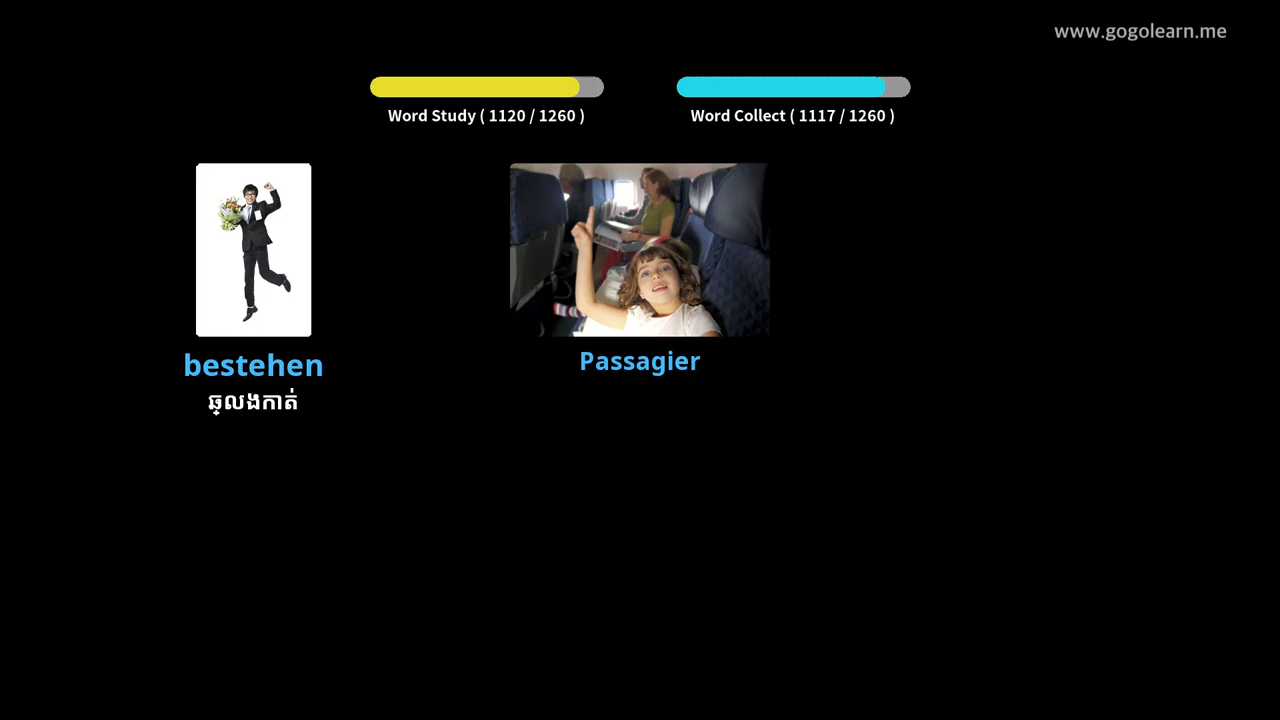 www.gogolearn.me
Word Study ( 1120 / 1260 )
Word Collect ( 1117 / 1260 )
bestehen
ឆ្លងកាត់
Passagier